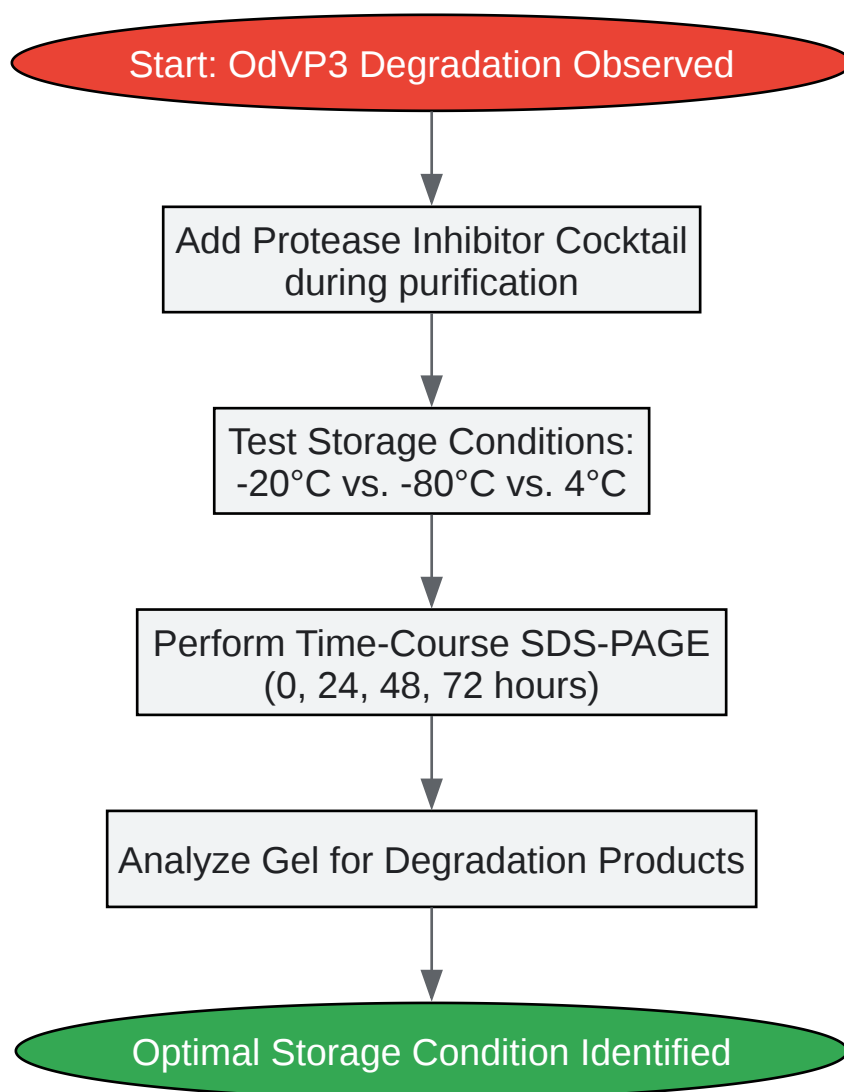 Start: OdVP3 Degradation Observed
Add Protease Inhibitor Cocktail
during purification
Test Storage Conditions:
-20°C vs. -80°C vs. 4°C
Perform Time-Course SDS-PAGE
(0, 24, 48, 72 hours)
Analyze Gel for Degradation Products
Optimal Storage Condition Identified